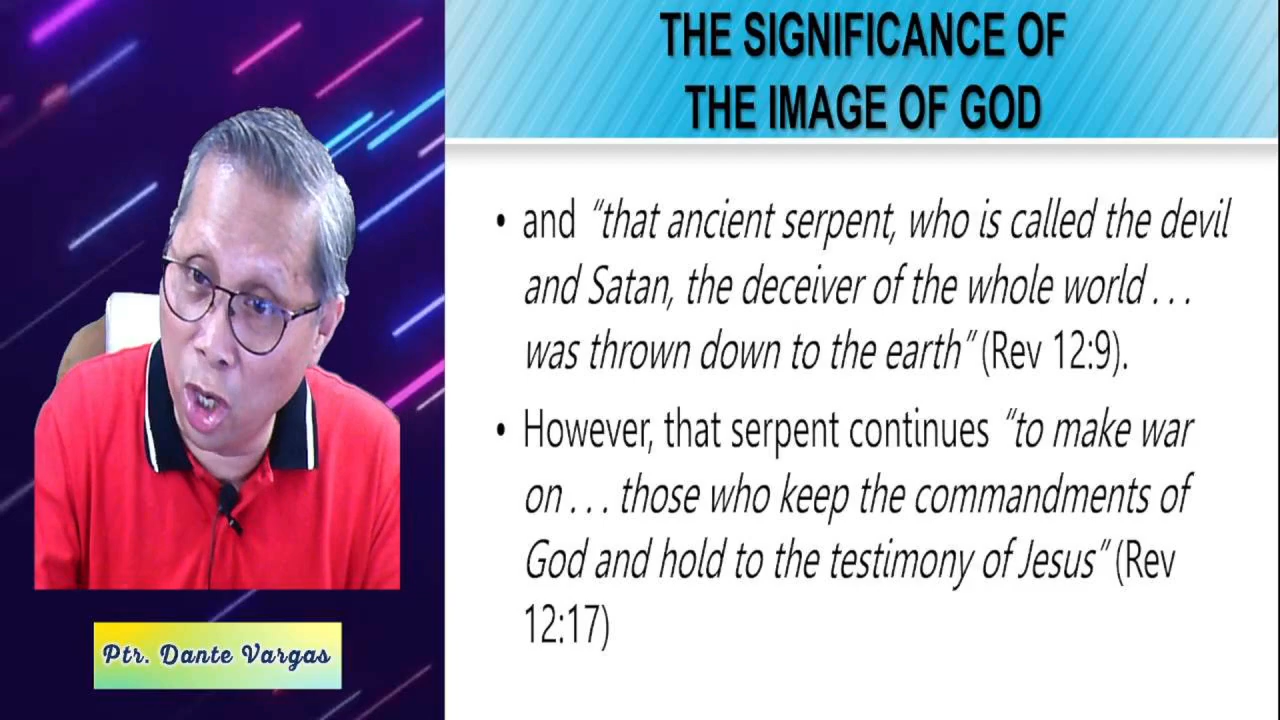 THE SIGNIFICANCE OF
THE IMAGE OF GOD
• and “that ancient serpent, who is called the devil
and Satan, the deceiver of the whole world . . .
was thrown down to the earth” (Rev 12:9).
• However, that serpent continues “to make war
on . . . those who keep the commandments of
God and hold to the testimony of Jesus” (Rev
12:17)
Ptr. Dante Vargas